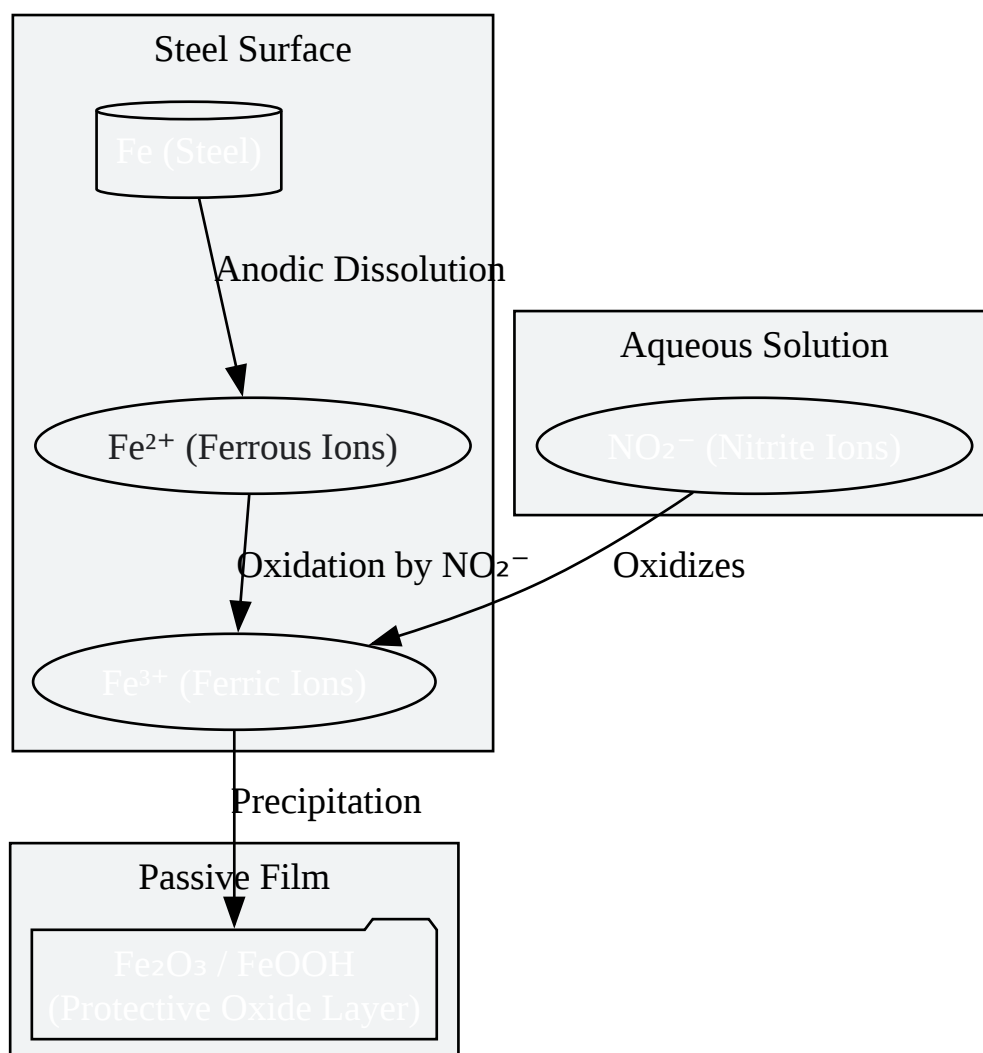 Steel Surface
Fe (Steel)
Anodic Dissolution
Aqueous Solution
Fe²⁺ (Ferrous Ions)
NO₂⁻ (Nitrite Ions)
Oxidation by NO₂⁻
Oxidizes
Fe³⁺ (Ferric Ions)
Precipitation
Passive Film
Fe₂O₃ / FeOOH
(Protective Oxide Layer)